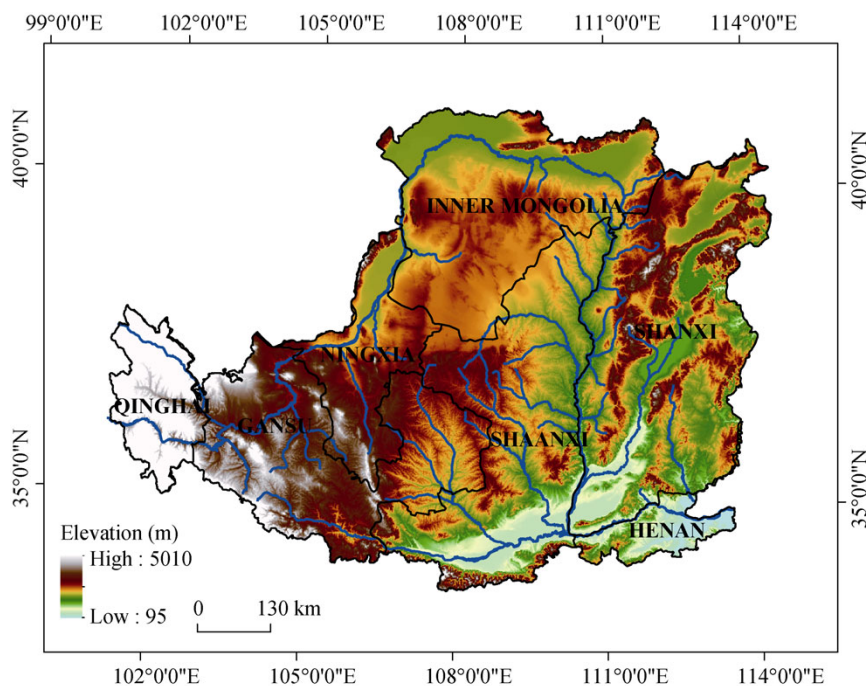 99°0'0"E 102°0'0"E 105°0'0"E 108°0'0"E 111°0'0"E 114°0'0"E
40°0'0"N
40°0'0"N
INNER MONGOLIA
SHANXI
NINGXIA
QINGHAI
GANSU
SHAANXI
35°0'0"N
35°0'0"N
HENAN
Elevation (m)
High : 5010
Low : 95
0 130 km
102°0'0"E 105°0'0"E 108°0'0"E 111°0'0"E 114°0'0"E